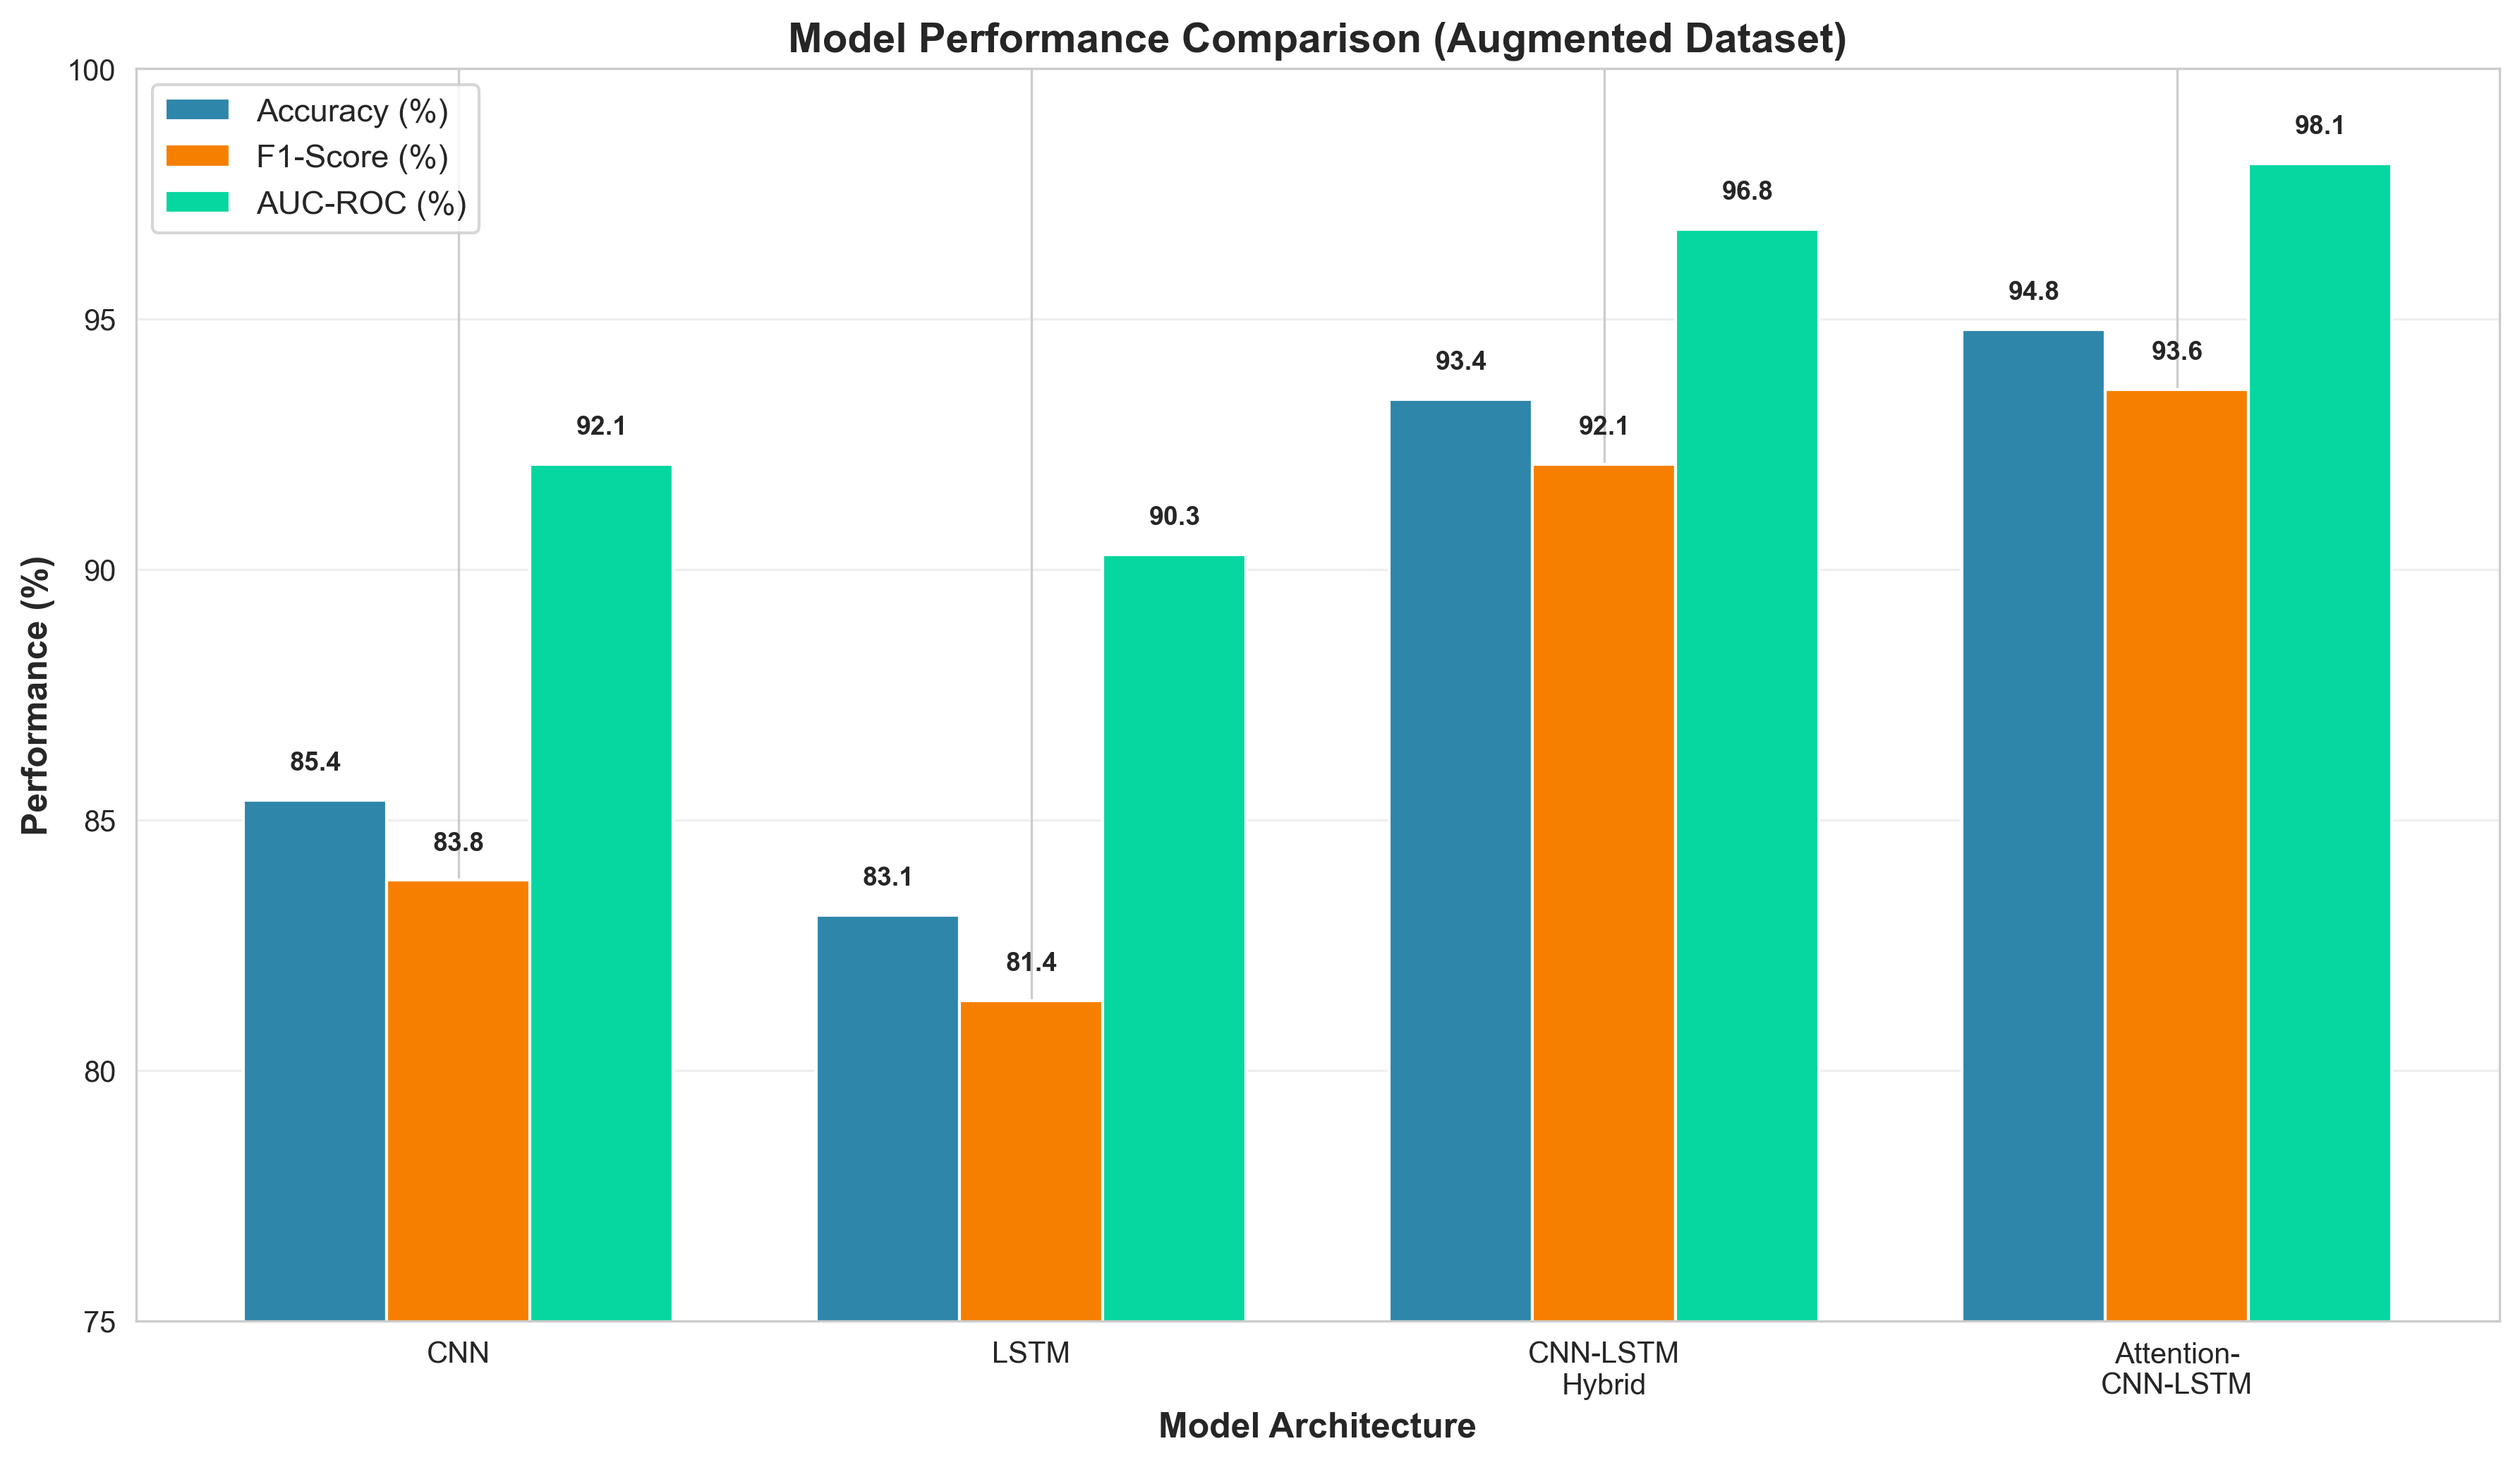 Model Performance Comparison (Augmented Dataset)
Accuracy (%)
F1-Score (%)
AUC-ROC (%)
Performance (%)
100
95
90
85
80
75
85.4
83.8
92.1
83.1
81.4
90.3
93.4
92.1
96.8
94.8
93.6
98.1
CNN
LSTM
CNN-LSTM
Hybrid
Attention-
CNN-LSTM
Model Architecture